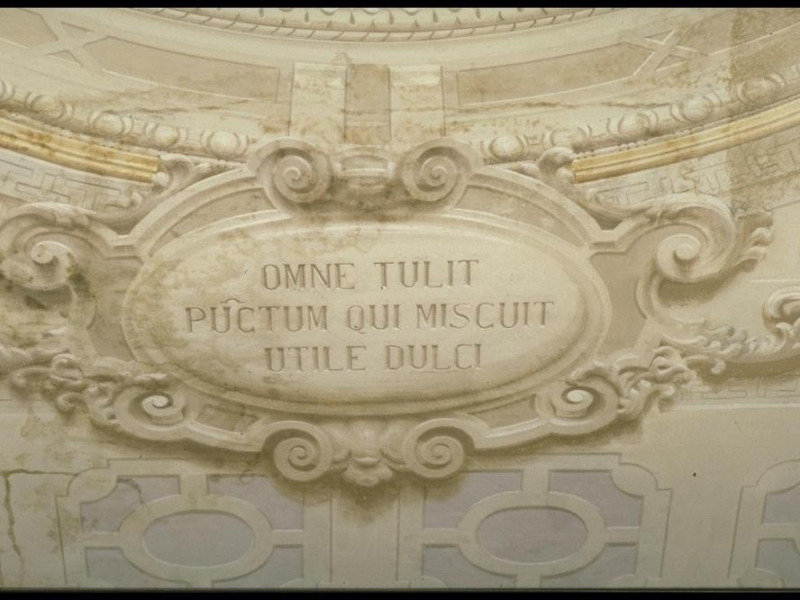 OMNE TULIT
PÛCTUM QUI MISCUIT
UTILE DULCI